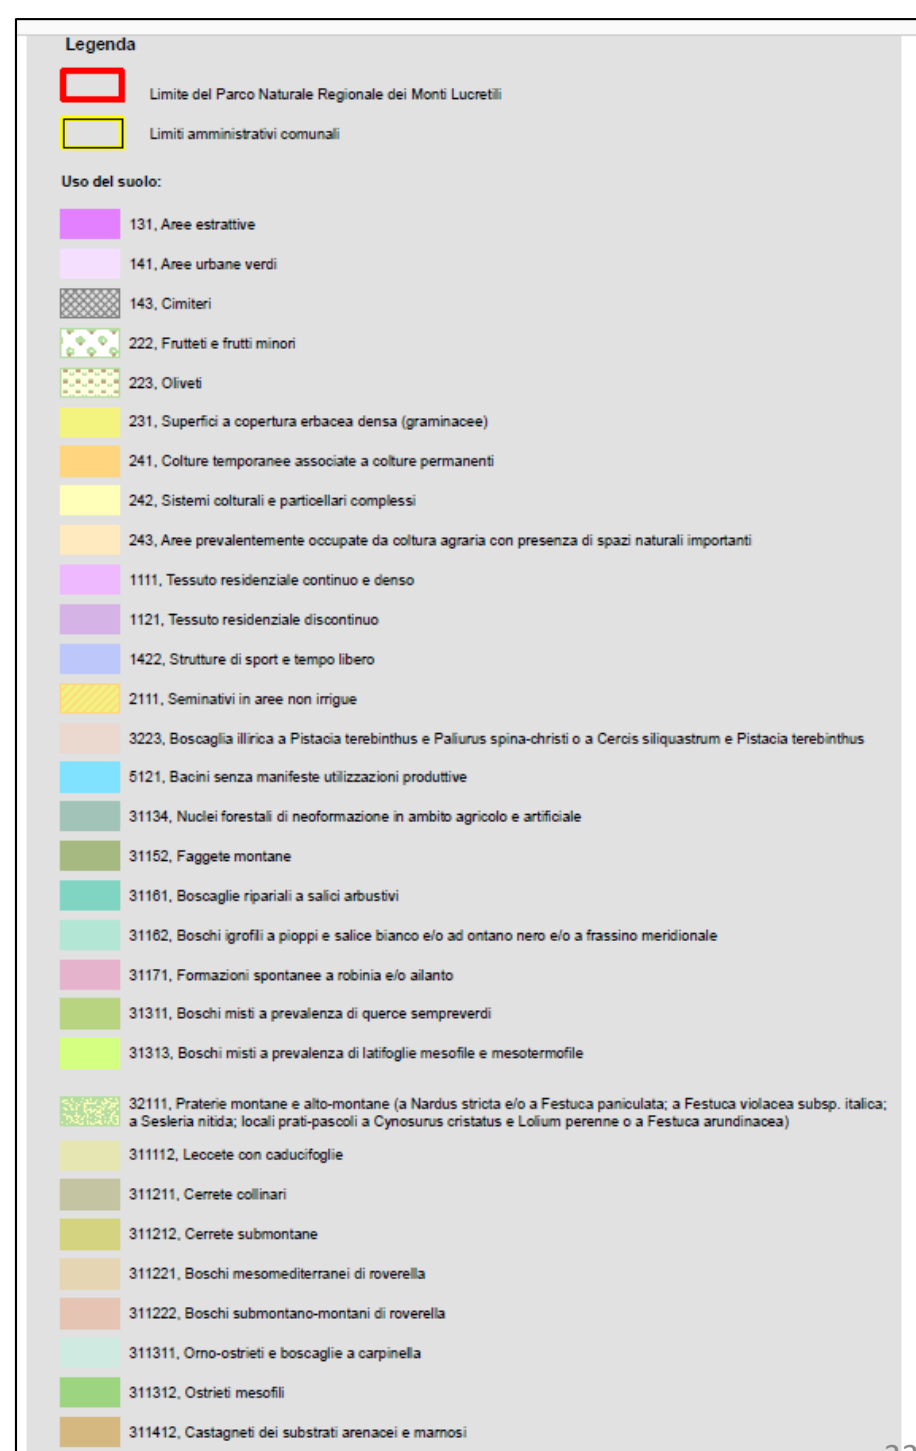 Legenda
Limite del Parco Naturale Regionale dei Monti Lucretili
Limiti amministrativi comunali
Uso del suolo:
131, Aree estrattive
141, Aree urbane verdi
143, Cimiteri
222, Frutteti e frutti minori
223, Oliveti
231, Superfici a copertura erbacea densa (graminacee)
241, Colture temporanee associate a colture permanenti
242, Sistemi colturali e particellari complessi
243, Aree prevalentemente occupate da coltura agraria con presenza di spazi naturali importanti
1111, Tessuto residenziale continuo e denso
1121, Tessuto residenziale discontinuo
1422, Strutture di sport e tempo libero
2111, Seminativi in aree non irrigue
3223, Boscaglia illirica a Pistacia terebinthus e Paliurus spina-christi o a Cercis siliquastrum e Pistacia terebinthus
5121, Bacini senza manifeste utilizzazioni produttive
31134, Nuclei forestali di neoformazione in ambito agricolo e artificiale
31152, Faggete montane
31161, Boscaglie ripariali a salici arbustivi
31162, Boschi igrofili a pioppi e salice bianco e/o ad ontano nero e/o a frassino meridionale
31171, Formazioni spontanee a robinia e/o ailanto
31311, Boschi misti a prevalenza di querce sempreverdi
31313, Boschi misti a prevalenza di latifoglie mesofile e mesotermofile
32111, Praterie montane e alto-montane (a Nardus stricta e/o a Festuca paniculata; a Festuca violacea subsp. italica;
a Sesleria nitida; locali prati-pascoli a Cynosurus cristatus e Lolium perenne o a Festuca arundinacea)
311112, Leccete con caducifoglie
311211, Cerrete collinari
311212, Cerrete submontane
311221, Boschi mesomediterranei di roverella
311222, Boschi submontano-montani di roverella
311311, Orno-ostrieti e boscaglie a carpinella
311312, Ostrieti mesofili
311412, Castagneti dei substrati arenacei e marnosi